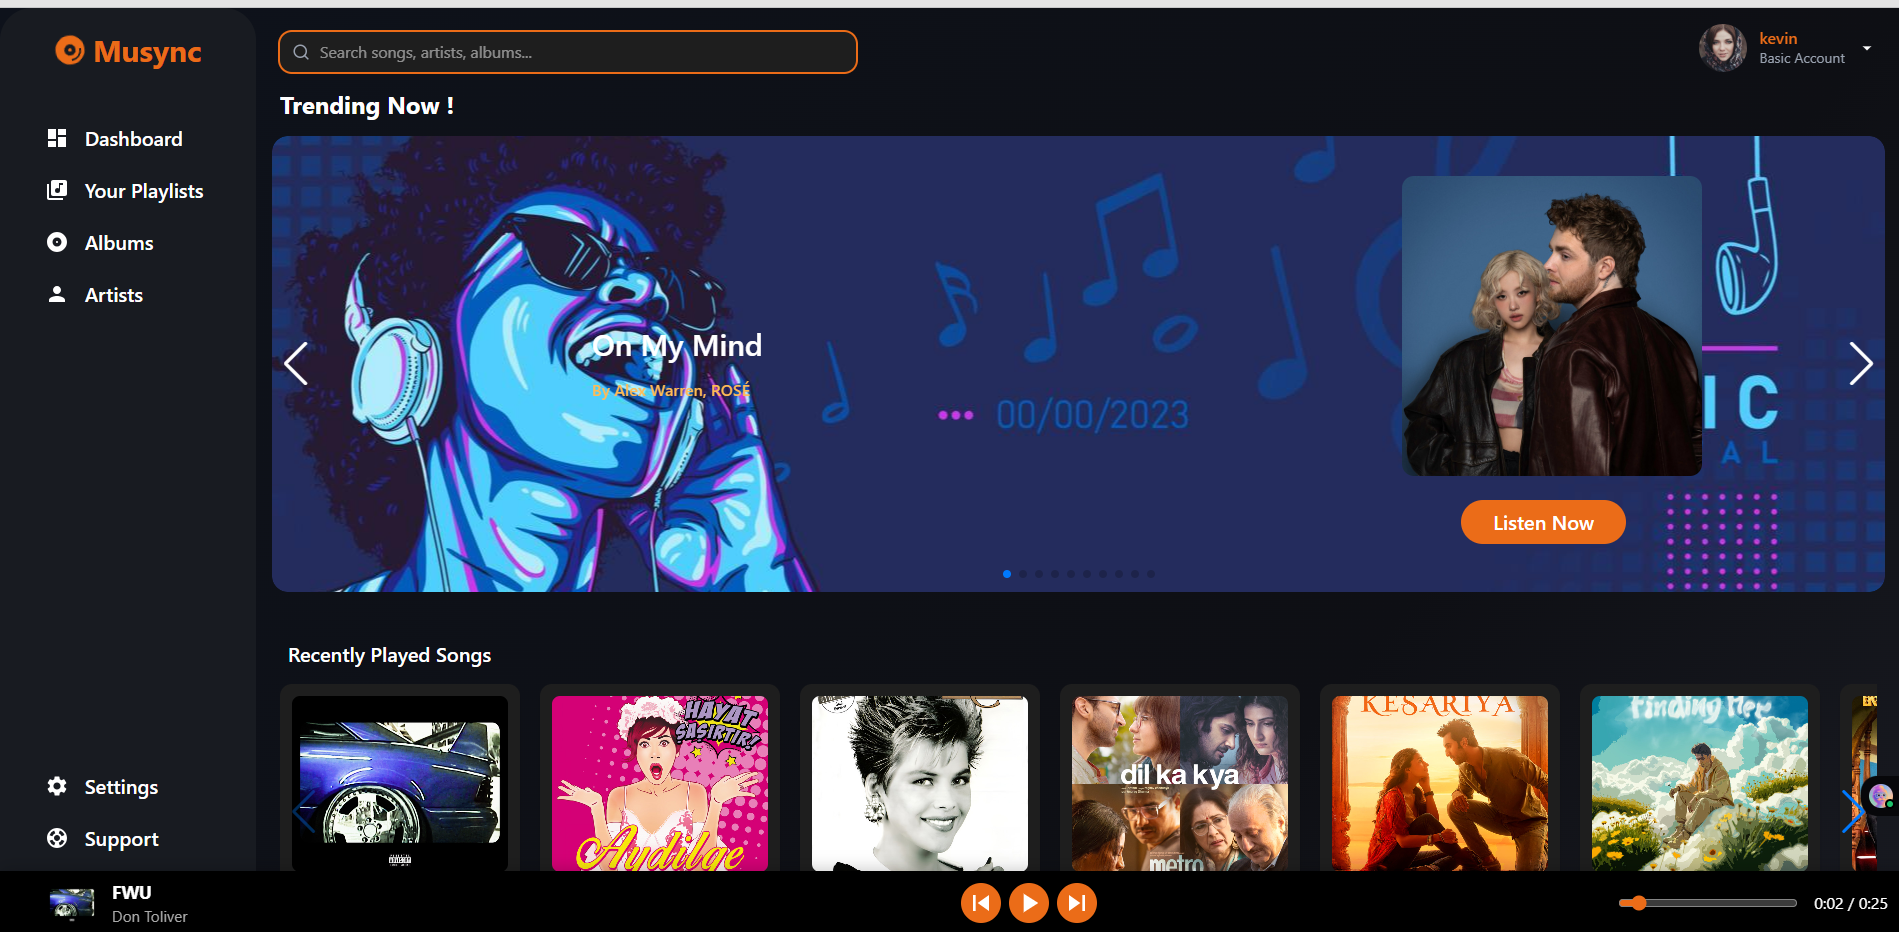 Musync
Search songs, artists, albums...
kevin
Basic Account
Dashboard
Your Playlists
Albums
Artists
Settings
Support
Trending Now !
On My Mind
By Alex Warren, ROSÉ
00/00/2023
IC
AL
Listen Now
Recently Played Songs
HAYAT
ŞAŞIRTIR!
Aydilge
dil ka kya
metro
KESARIYA
Finding Her
FWU
Don Toliver
0:02 / 0:25